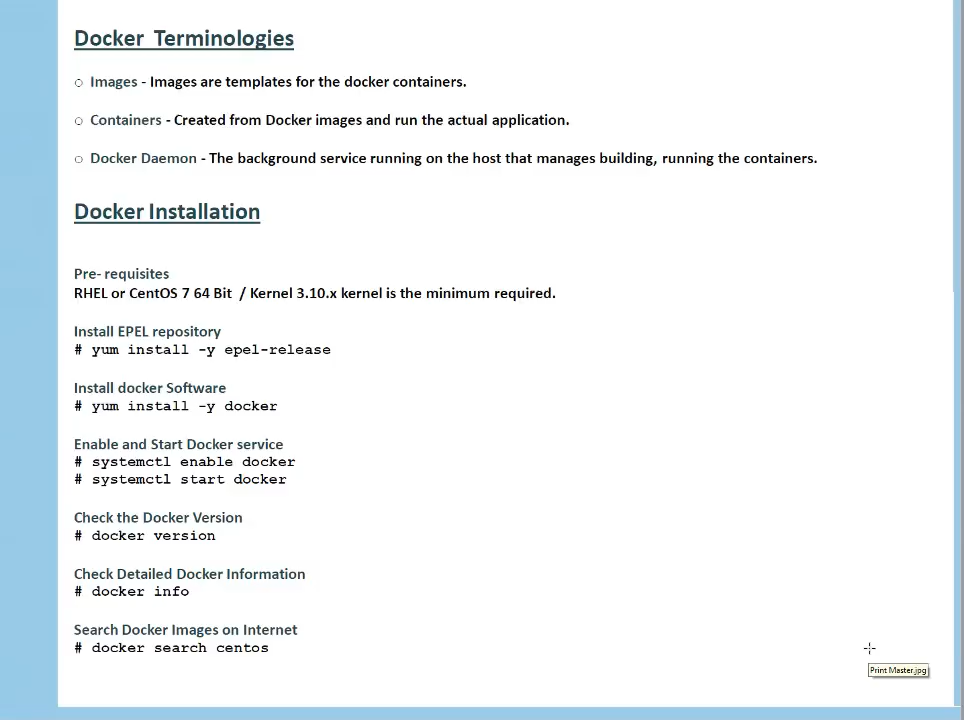 Docker Terminologies
○ Images - Images are templates for the docker containers.
○ Containers - Created from Docker images and run the actual application.
○ Docker Daemon - The background service running on the host that manages building, running the containers.
Docker Installation
Pre- requisites
RHEL or CentOS 7 64 Bit / Kernel 3.10.x kernel is the minimum required.
Install EPEL repository
# yum install -y epel-release
Install docker Software
# yum install -y docker
Enable and Start Docker service
# systemctl enable docker
# systemctl start docker
Check the Docker Version
# docker version
Check Detailed Docker Information
# docker info
Search Docker Images on Internet
# docker search centos
Print Master.jpg